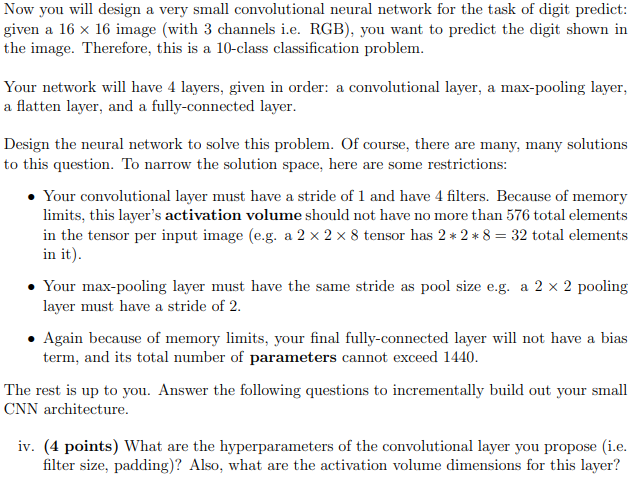 Now you will design a very small convolutional neural network for the task of digit predict:
given a 16 × 16 image (with 3 channels i.e. RGB), you want to predict the digit shown in
the image. Therefore, this is a 10-class classification problem.
Your network will have 4 layers, given in order: a convolutional layer, a max-pooling layer,
a flatten layer, and a fully-connected layer.
Design the neural network to solve this problem. Of course, there are many, many solutions
to this question. To narrow the solution space, here are some restrictions:
• Your convolutional layer must have a stride of 1 and have 4 filters. Because of memory
limits, this layer's activation volume should not have no more than 576 total elements
in the tensor per input image (e.g. a 2 × 2 × 8 tensor has 2 ∗ 2 ∗ 8 = 32 total elements
in it).
• Your max-pooling layer must have the same stride as pool size e.g. a 2 × 2 pooling
layer must have a stride of 2.
• Again because of memory limits, your final fully-connected layer will not have a bias
term, and its total number of parameters cannot exceed 1440.
The rest is up to you. Answer the following questions to incrementally build out your small
CNN architecture.
iv. (4 points) What are the hyperparameters of the convolutional layer you propose (i.e.
filter size, padding)? Also, what are the activation volume dimensions for this layer?